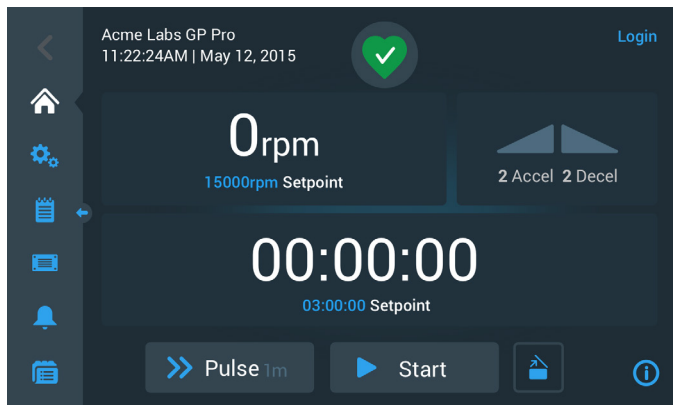 Acme Labs GP Pro
11:22:24AM | May 12, 2015
Login
0rpm
15000rpm Setpoint
2 Accel 2 Decel
00:00:00
03:00:00 Setpoint
Pulse 1m
Start